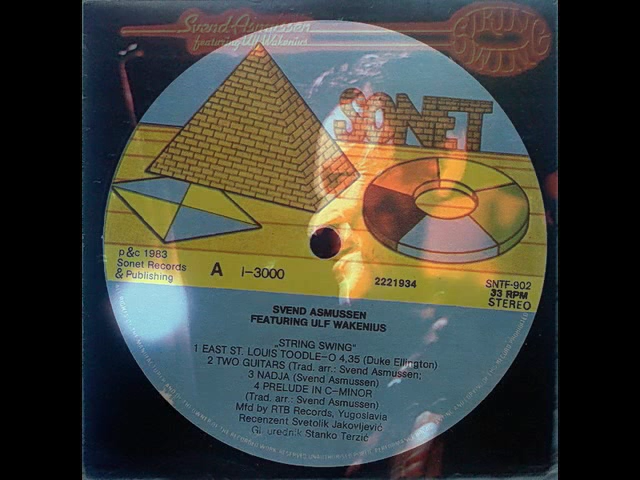 Svend Asmussen
featuring Ulf Wakenius
STRING
SWING
SONET
p & c 1983
Sonet Records
& Publishing
A
I-3000
2221934
SNTF-902
33 RPM
STEREO
SVEND ASMUSSEN
FEATURING ULF WAKENIUS
„STRING SWING"
1 EAST ST. LOUIS TOODLE-O 4,35 (Duke Ellington)
2 TWO GUITARS (Trad. arr.: Svend Asmussen;
3 NADJA (Svend Asmussen)
4 PRELUDE IN C-MINOR
(Trad. arr.: Svend Asmussen)
Mfd by RTB Records, Yugoslavia
Recenzent Svetolik Jakovljević
Gl. urednik Stanko Terzić